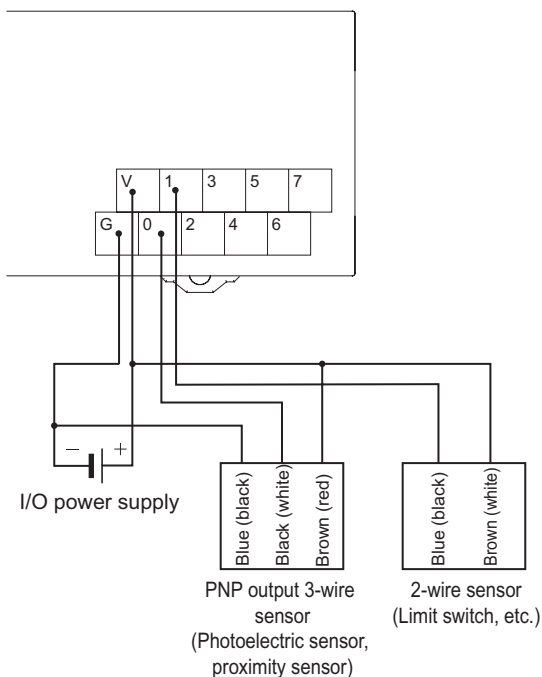 V 1 3 5 7
G 0 2 4 6
− +
I/O power supply
Blue (black)
Black (white)
Brown (red)
Blue (black)
Brown (white)
PNP output 3-wire
sensor
(Photoelectric sensor,
proximity sensor)
2-wire sensor
(Limit switch, etc.)